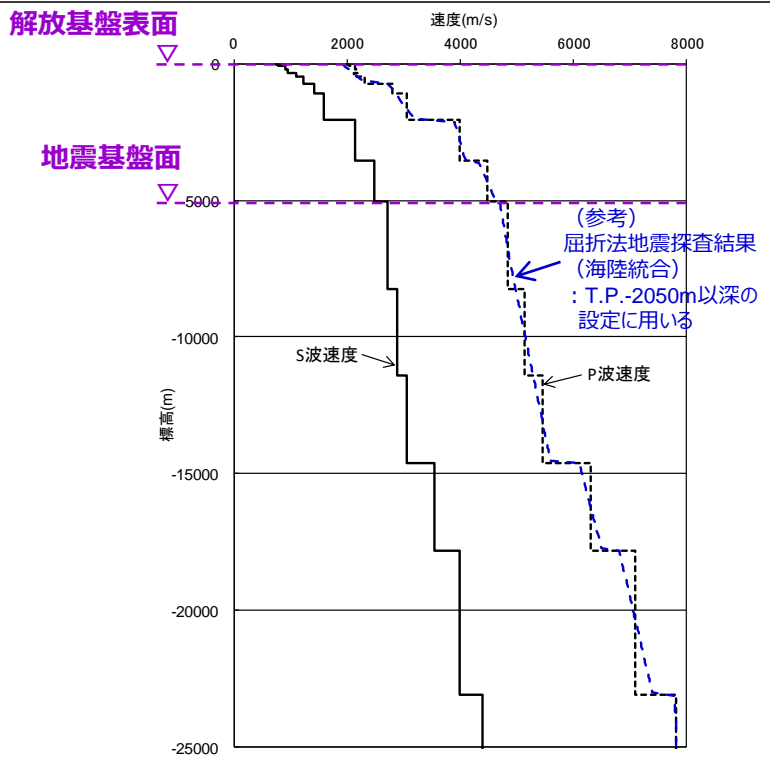 速度(m/s)
解放基盤表面
0 2000 4000 6000 8000
0
地震基盤面
-5000
(参考)
屈折法地震探査結果
(海陸統合)
:T.P.-2050m以深の
設定に用いる
-10000
S波速度
P波速度
標高(m)
-15000
-20000
-25000